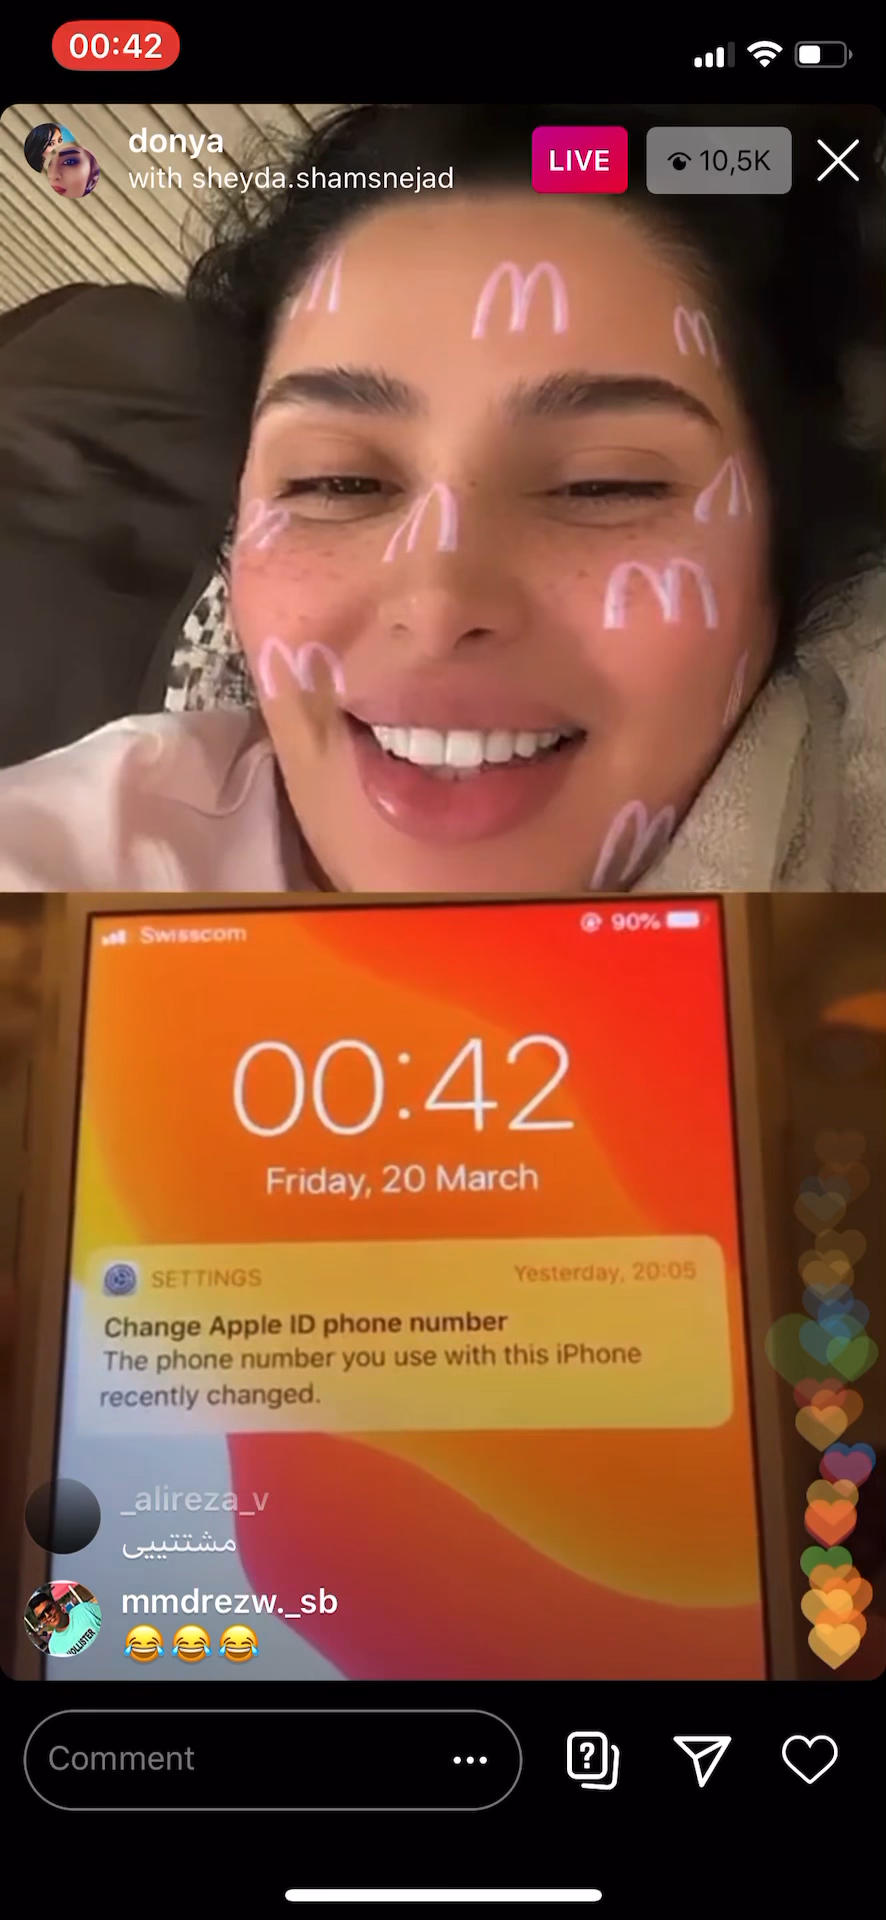 00:42
donya
with sheyda.shamsnejad
LIVE
10,5K
Swisscom
90%
00:42
Friday, 20 March
SETTINGS
Yesterday, 20:05
Change Apple ID phone number
The phone number you use with this iPhone
recently changed.
_alireza_v
مشتتییی
mmdrezw._sb
😂😂😂
HOLLISTER
Comment